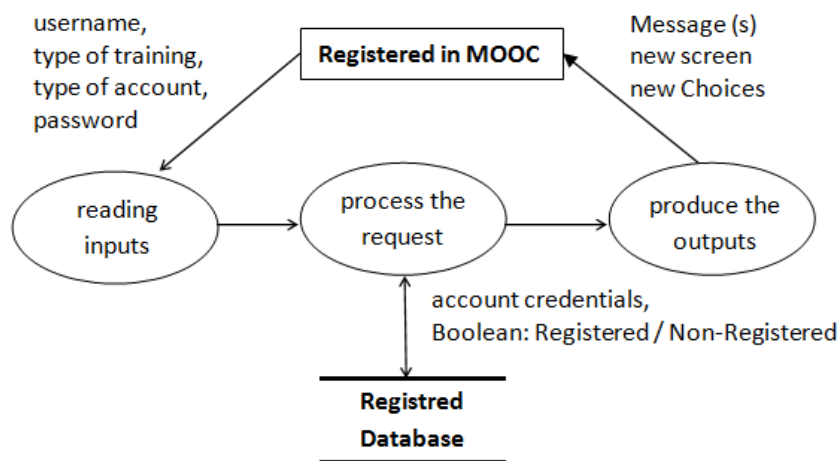 username,
type of training,
type of account,
password
Registered in MOOC
Message (s)
new screen
new Choices
reading
inputs
process the
request
produce the
outputs
account credentials,
Boolean: Registered / Non-Registered
Registred
Database